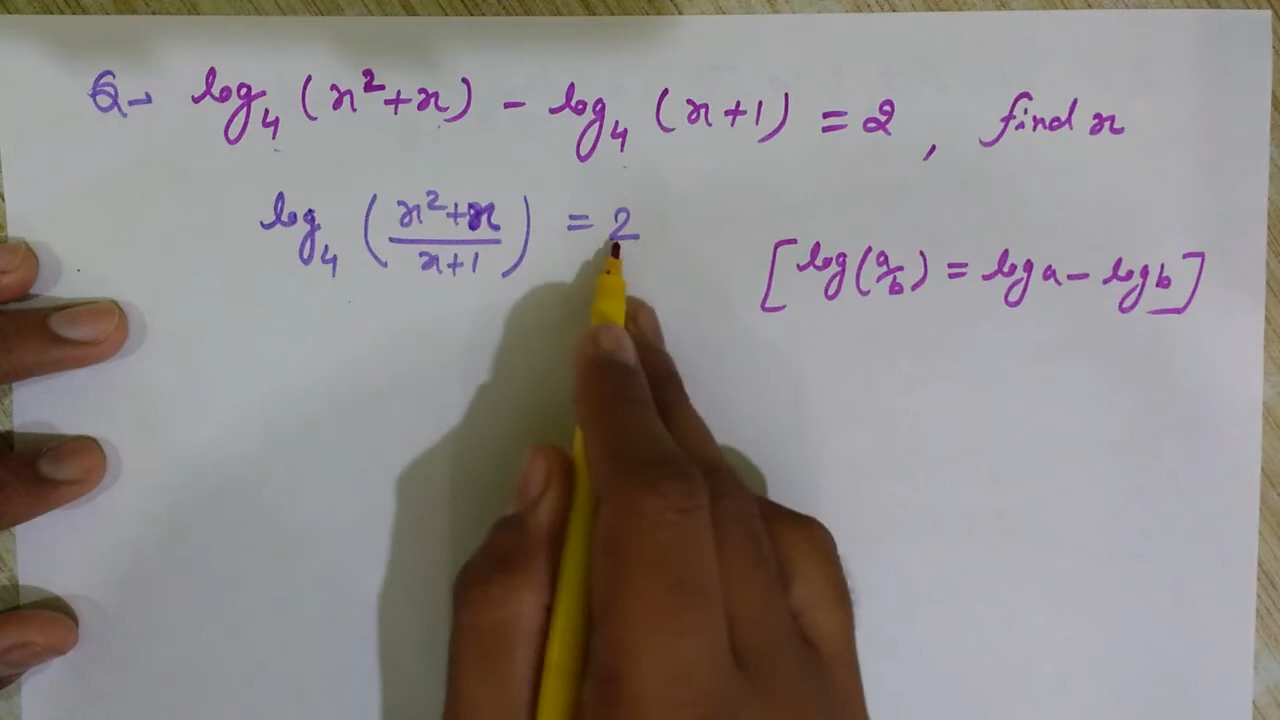 Q→ log₄ (x²+x) - log₄ (x+1) = 2, find x
log₄ ( (x²+x)/(x+1) ) = 2
[log(a/b) = log a - log b]